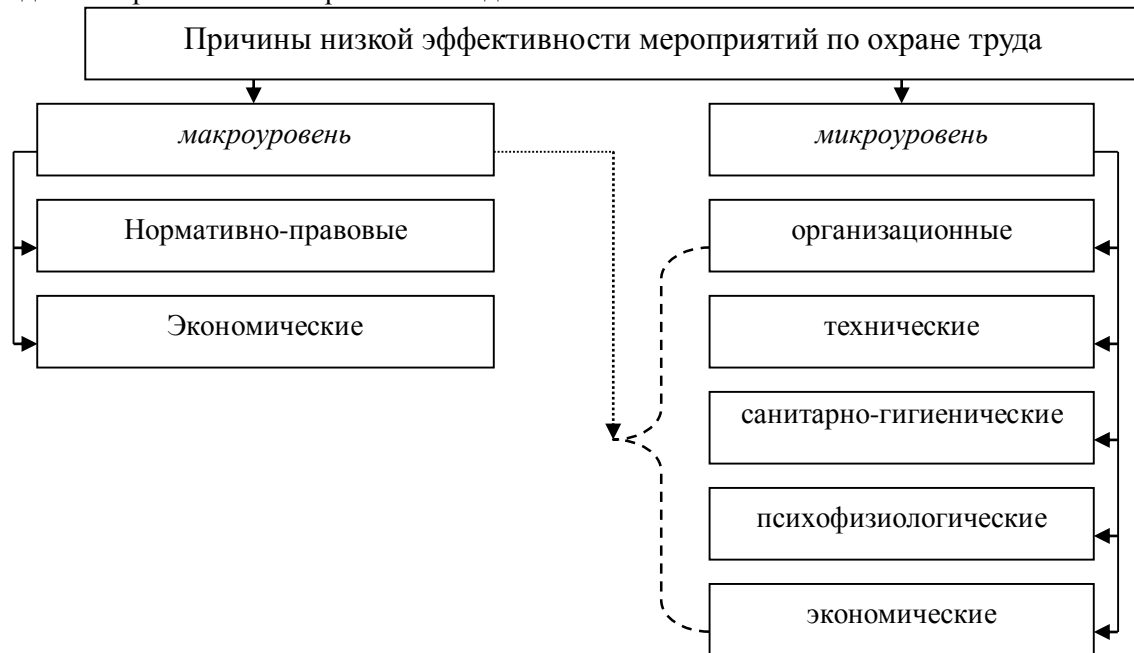 Причины низкой эффективности мероприятий по охране труда
макроуровень
микроуровень
Нормативно-правовые
организационные
Экономические
технические
санитарно-гигиенические
психофизиологические
экономические